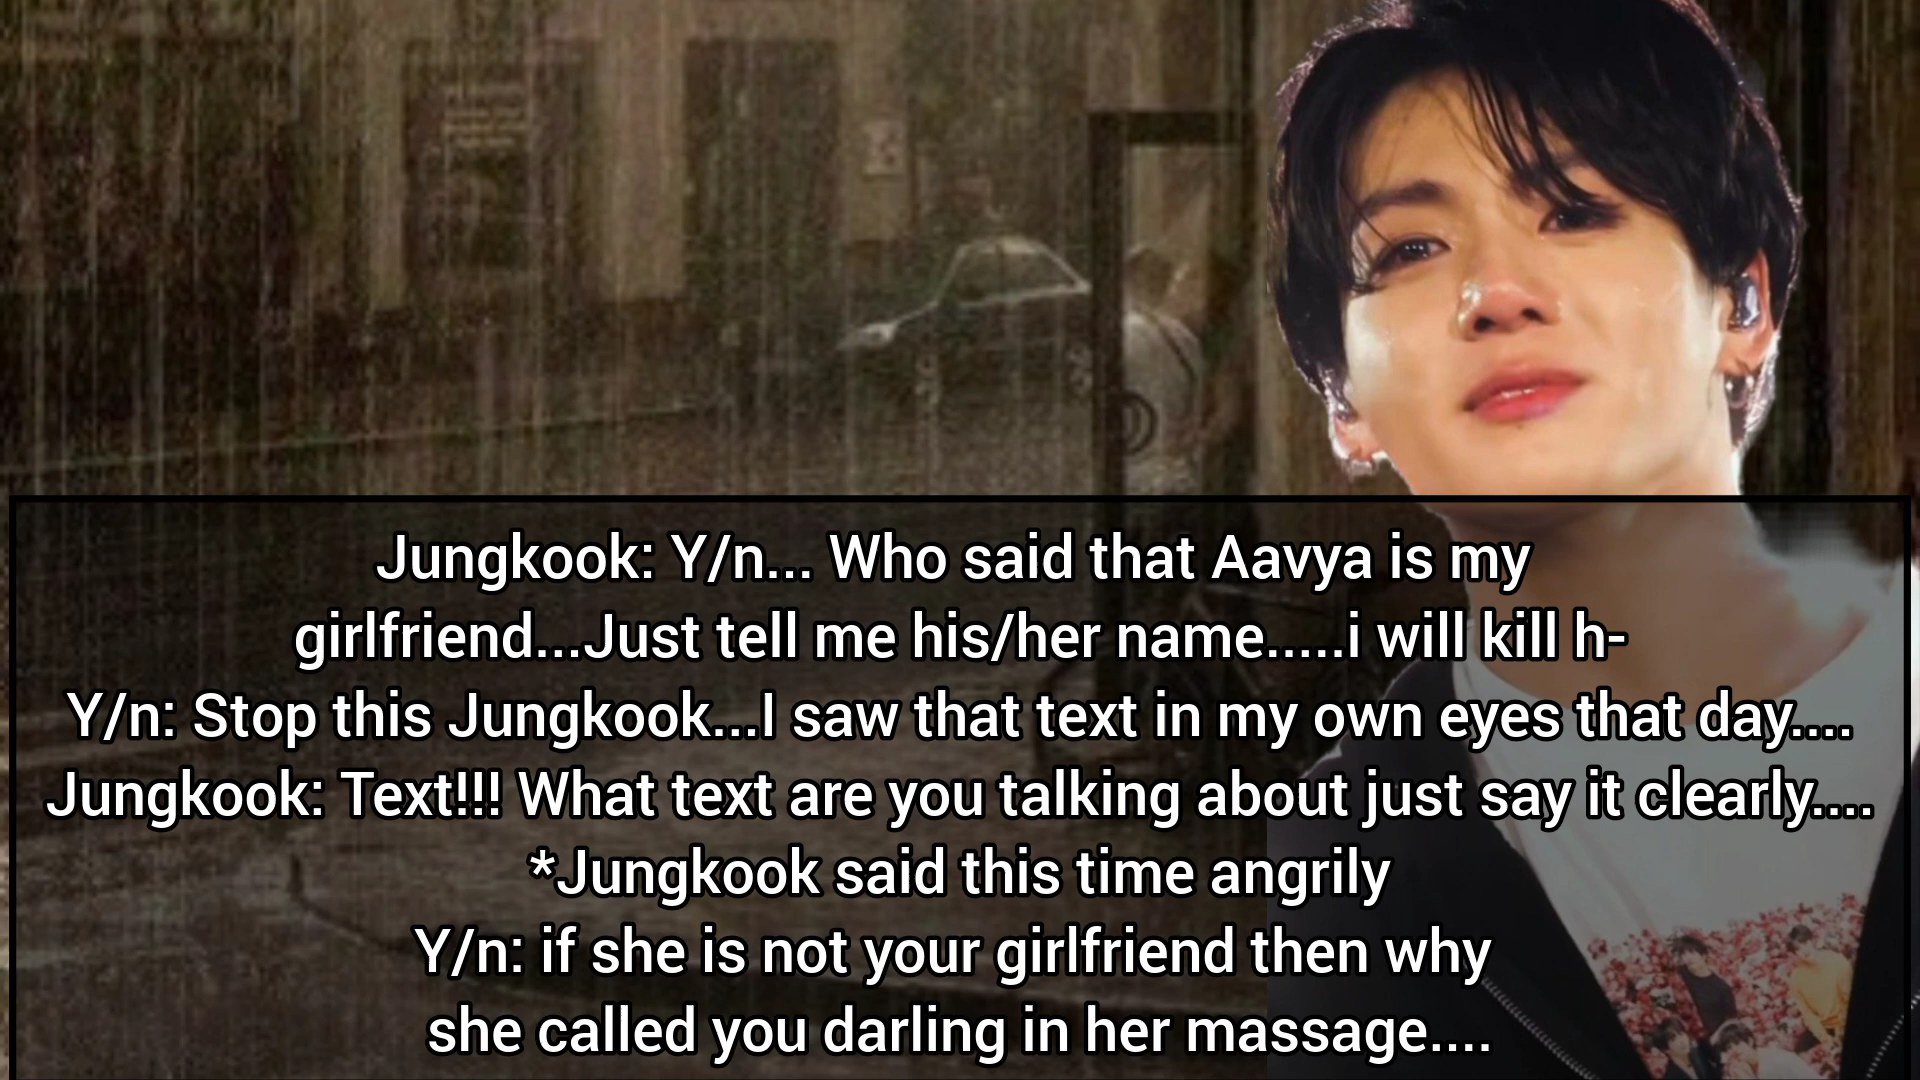 Jungkook: Y/n... Who said that Aavya is my
girlfriend...Just tell me his/her name.....i will kill h-
Y/n: Stop this Jungkook...I saw that text in my own eyes that day....
Jungkook: Text!!! What text are you talking about just say it clearly....
*Jungkook said this time angrily
Y/n: if she is not your girlfriend then why
she called you darling in her massage....